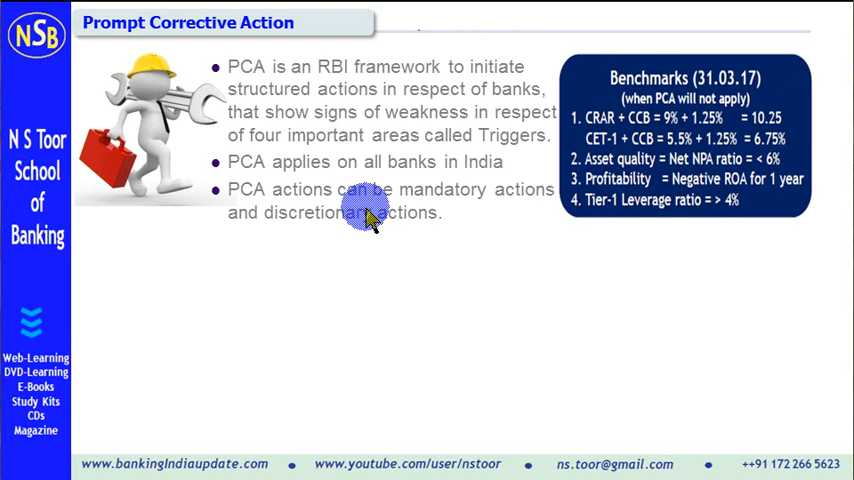 Prompt Corrective Action
NSB
N S Toor
School
of
Banking
Web-Learning
DVD-Learning
E-Books
Study Kits
CDs
Magazine
• PCA is an RBI framework to initiate
structured actions in respect of banks,
that show signs of weakness in respect
of four important areas called Triggers.
• PCA applies on all banks in India
• PCA actions can be mandatory actions
and discretionary actions.
Benchmarks (31.03.17)
(when PCA will not apply)
1. CRAR + CCB = 9% + 1.25% = 10.25
CET-1 + CCB = 5.5% + 1.25% = 6.75%
2. Asset quality = Net NPA ratio = < 6%
3. Profitability = Negative ROA for 1 year
4. Tier-1 Leverage ratio = > 4%
www.bankingIndiaupdate.com • www.youtube.com/user/nstoor • ns.toor@gmail.com • ++91 172 266 5623